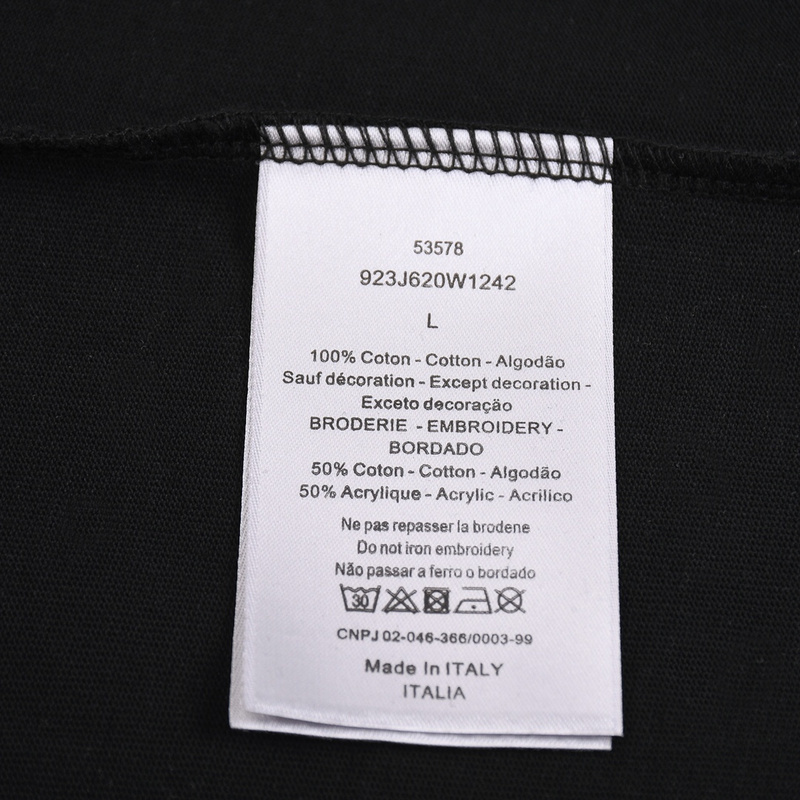 53578
923J620W1242
L
100% Coton - Cotton - Algodão
Sauf décoration - Except decoration -
Exceto decoração
BRODERIE - EMBROIDERY -
BORDADO
50% Coton - Cotton - Algodão
50% Acrylique - Acrylic - Acrilico
Ne pas repasser la brodene
Do not iron embroidery
Não passar a ferro o bordado
30
CNPJ 02-046-366/0003-99
Made In ITALY
ITALIA